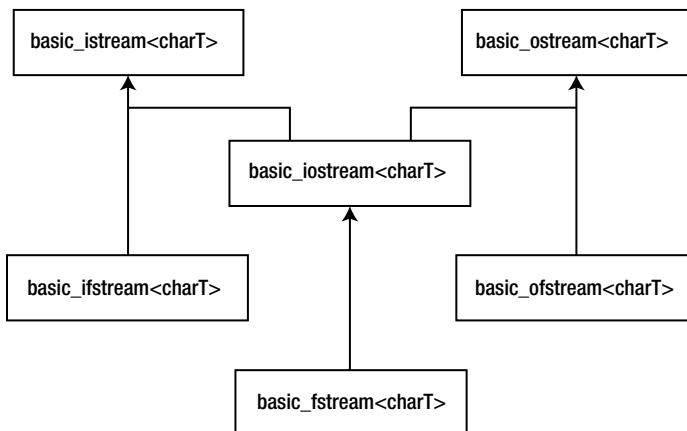 basic_istream<charT>
basic_ostream<charT>
basic_iostream<charT>
basic_ifstream<charT>
basic_ofstream<charT>
basic_fstream<charT>